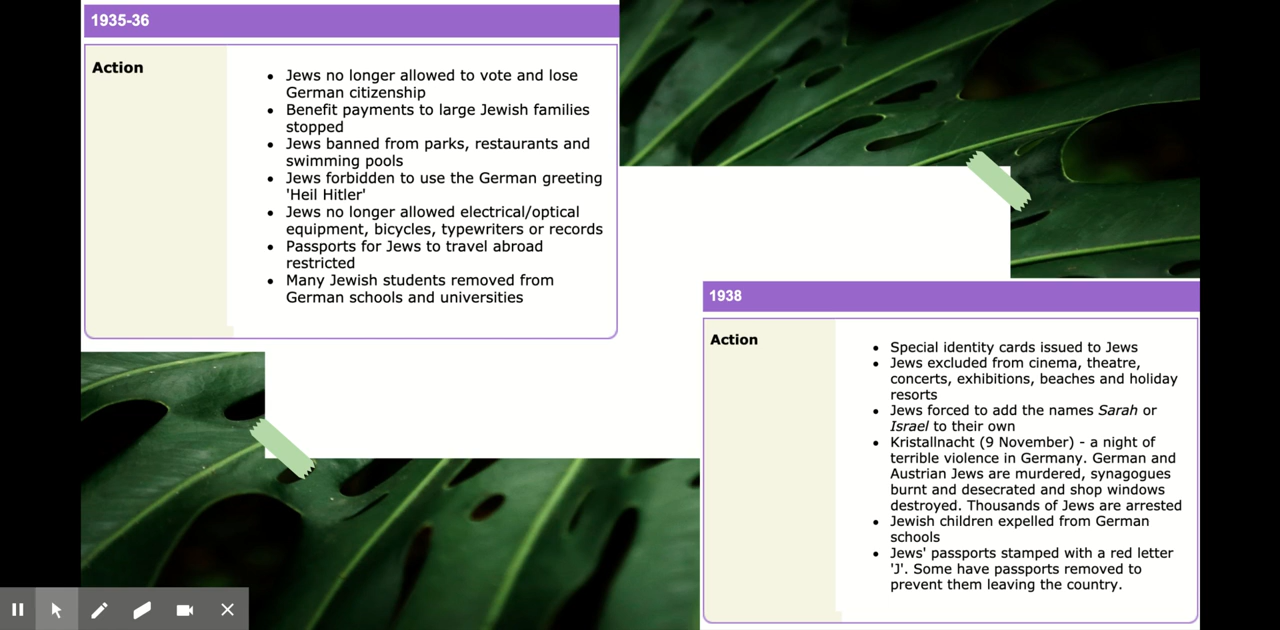 1935-36
Action
• Jews no longer allowed to vote and lose
German citizenship
• Benefit payments to large Jewish families
stopped
• Jews banned from parks, restaurants and
swimming pools
• Jews forbidden to use the German greeting
'Heil Hitler'
• Jews no longer allowed electrical/optical
equipment, bicycles, typewriters or records
• Passports for Jews to travel abroad
restricted
• Many Jewish students removed from
German schools and universities
1938
Action
• Special identity cards issued to Jews
• Jews excluded from cinema, theatre,
concerts, exhibitions, beaches and holiday
resorts
• Jews forced to add the names Sarah or
Israel to their own
• Kristallnacht (9 November) - a night of
terrible violence in Germany. German and
Austrian Jews are murdered, synagogues
burnt and desecrated and shop windows
destroyed. Thousands of Jews are arrested
• Jewish children expelled from German
schools
• Jews' passports stamped with a red letter
'J'. Some have passports removed to
prevent them leaving the country.